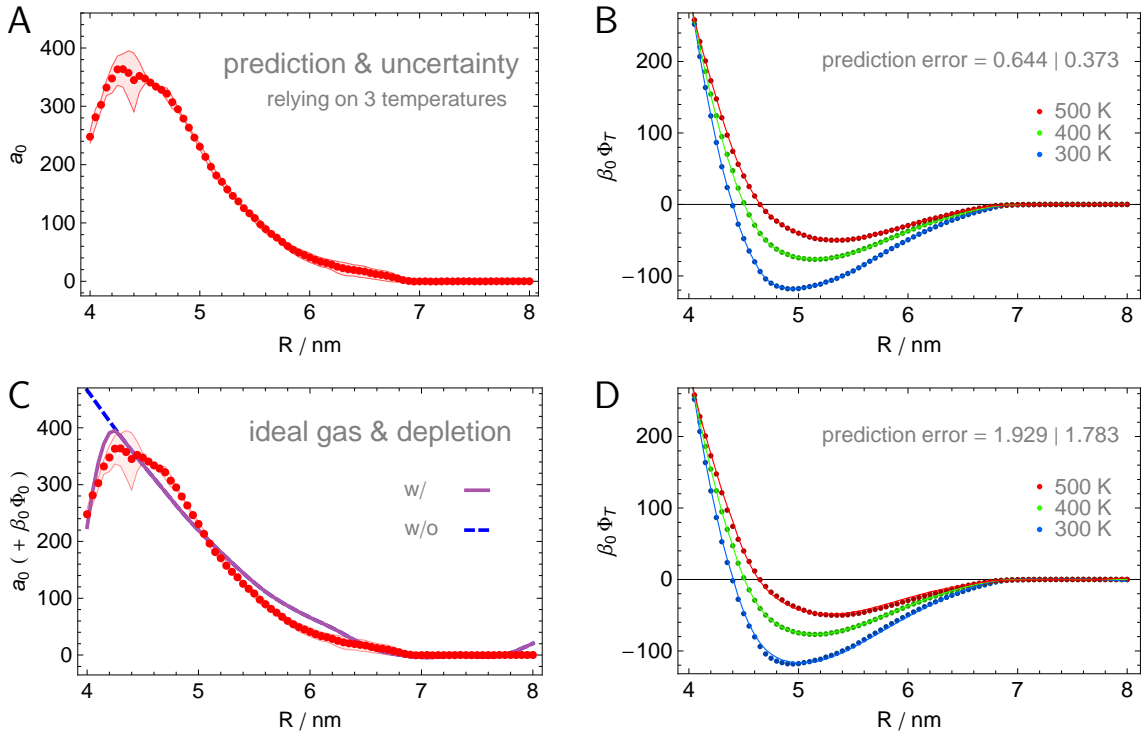 A
400
300
200
100
0
a₀
prediction & uncertainty
relying on 3 temperatures
4 5 6 7 8
R / nm
B
200
100
0
−100
β₀ Φ_T
prediction error = 0.644 | 0.373
500 K
400 K
300 K
4 5 6 7 8
R / nm
C
400
300
200
100
0
a₀ ( + β₀ Φ₀ )
ideal gas & depletion
w/
w/o
4 5 6 7 8
R / nm
D
200
100
0
−100
β₀ Φ_T
prediction error = 1.929 | 1.783
500 K
400 K
300 K
4 5 6 7 8
R / nm